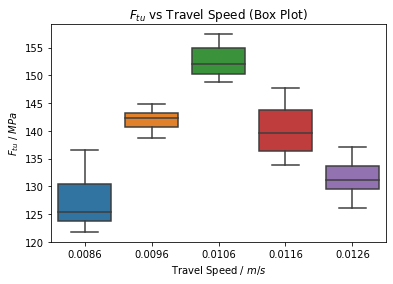 F_tu vs Travel Speed (Box Plot)
F_tu / MPa
155
150
145
140
135
130
125
120
0.0086 0.0096 0.0106 0.0116 0.0126
Travel Speed / m/s